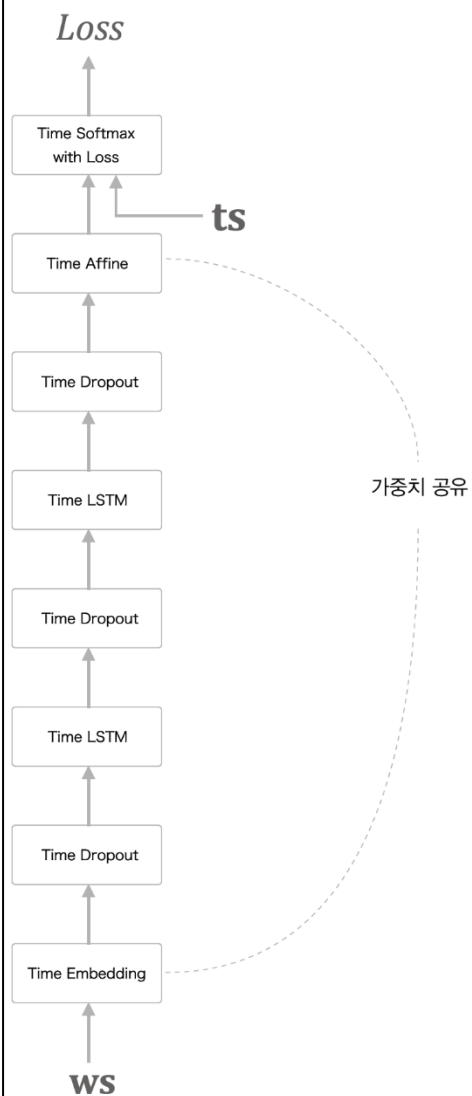 Loss
Time Softmax
with Loss
ts
Time Affine
Time Dropout
Time LSTM
가중치 공유
Time Dropout
Time LSTM
Time Dropout
Time Embedding
ws